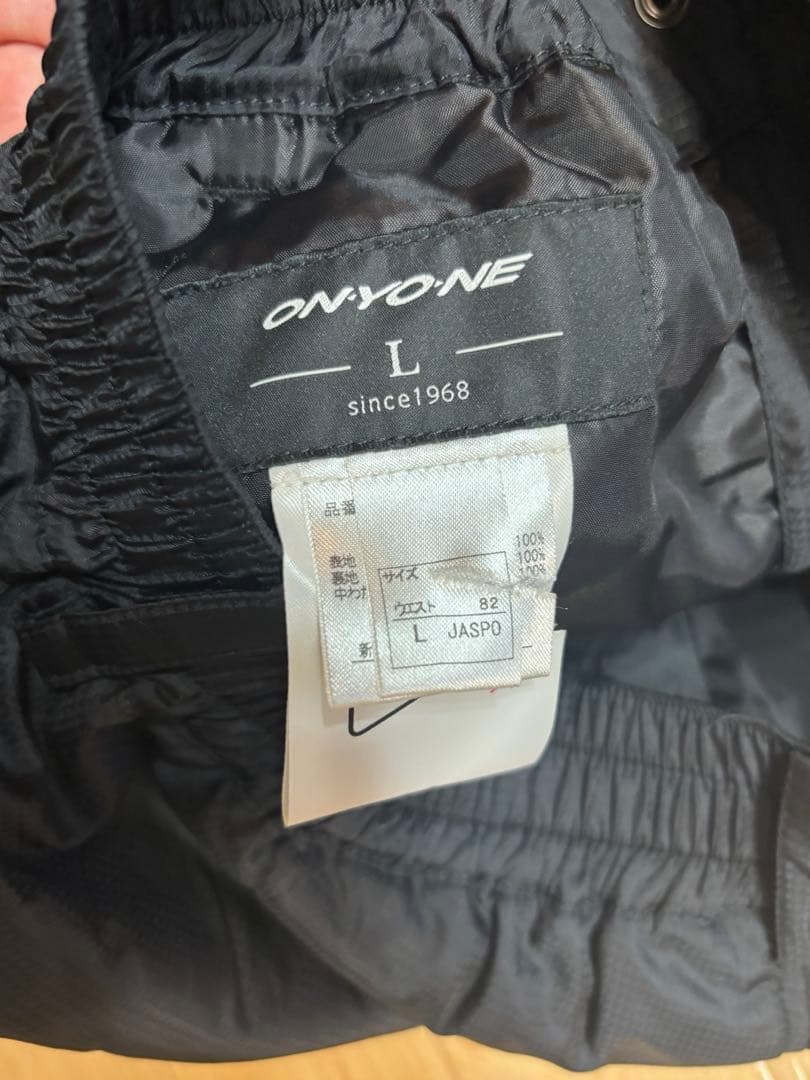 ON·YO·NE
L
since1968
品番
表地 100%
裏地 100%
中わた
サイズ
ウエスト 82
L JASPO
新